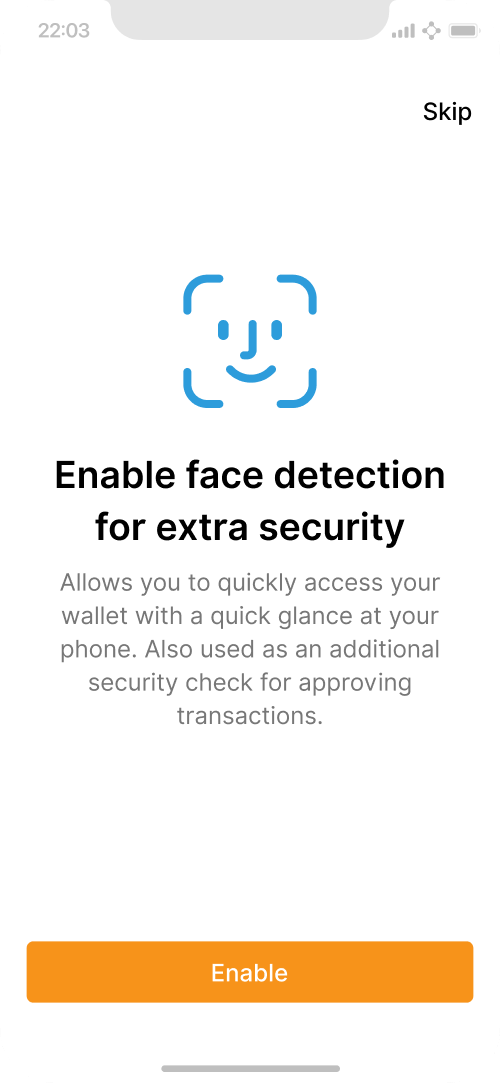 22:03
Skip
Enable face detection
for extra security
Allows you to quickly access your
wallet with a quick glance at your
phone. Also used as an additional
security check for approving
transactions.
Enable